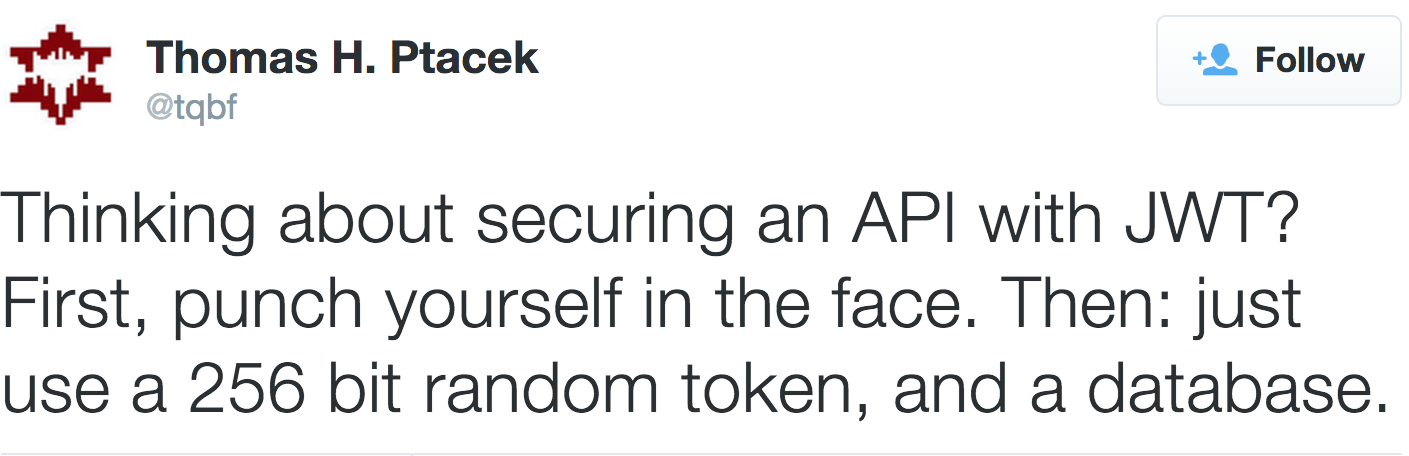 Thomas H. Ptacek
@tqbf
Follow
Thinking about securing an API with JWT?
First, punch yourself in the face. Then: just
use a 256 bit random token, and a database.